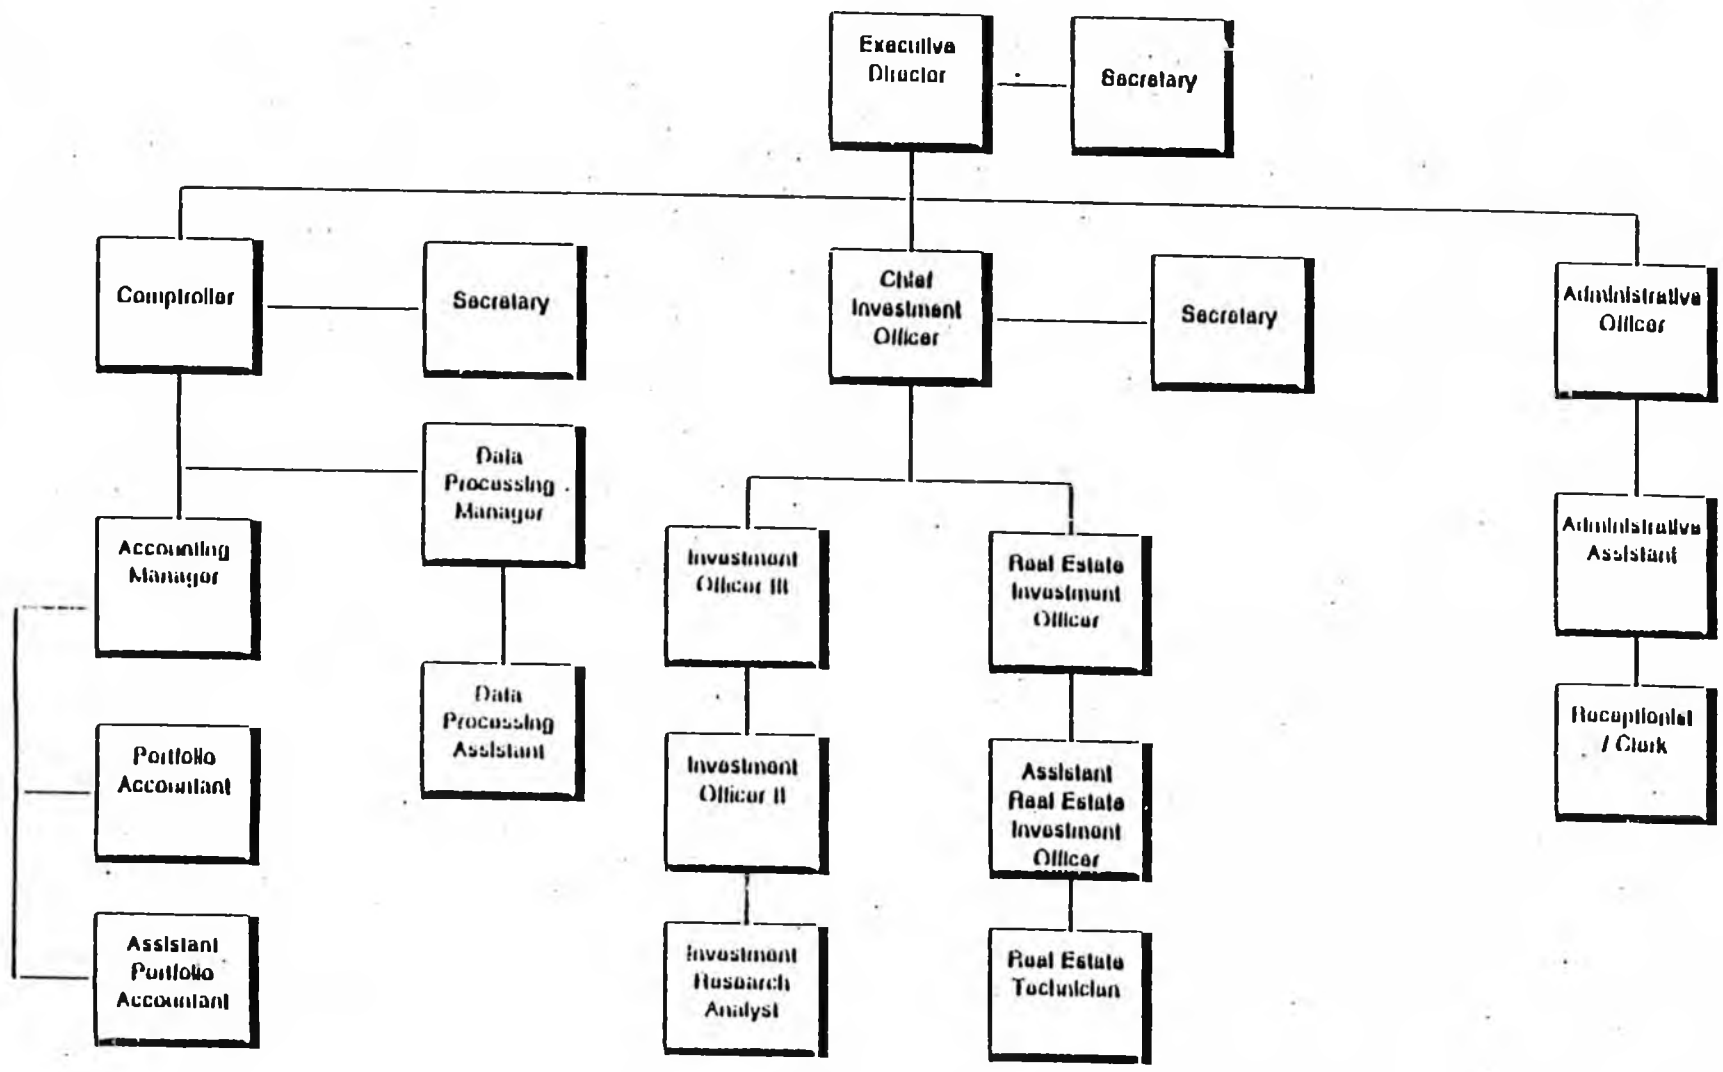 Executive
Director
Secretary
Comptroller
Secretary
Chief
Investment
Officer
Secretary
Administrative
Officer
Data
Processing
Manager
Accounting
Manager
Investment
Officer III
Real Estate
Investment
Officer
Administrative
Assistant
Data
Processing
Assistant
Receptionist
/ Clerk
Portfolio
Accountant
Investment
Officer II
Assistant
Real Estate
Investment
Officer
Assistant
Portfolio
Accountant
Investment
Research
Analyst
Real Estate
Technician